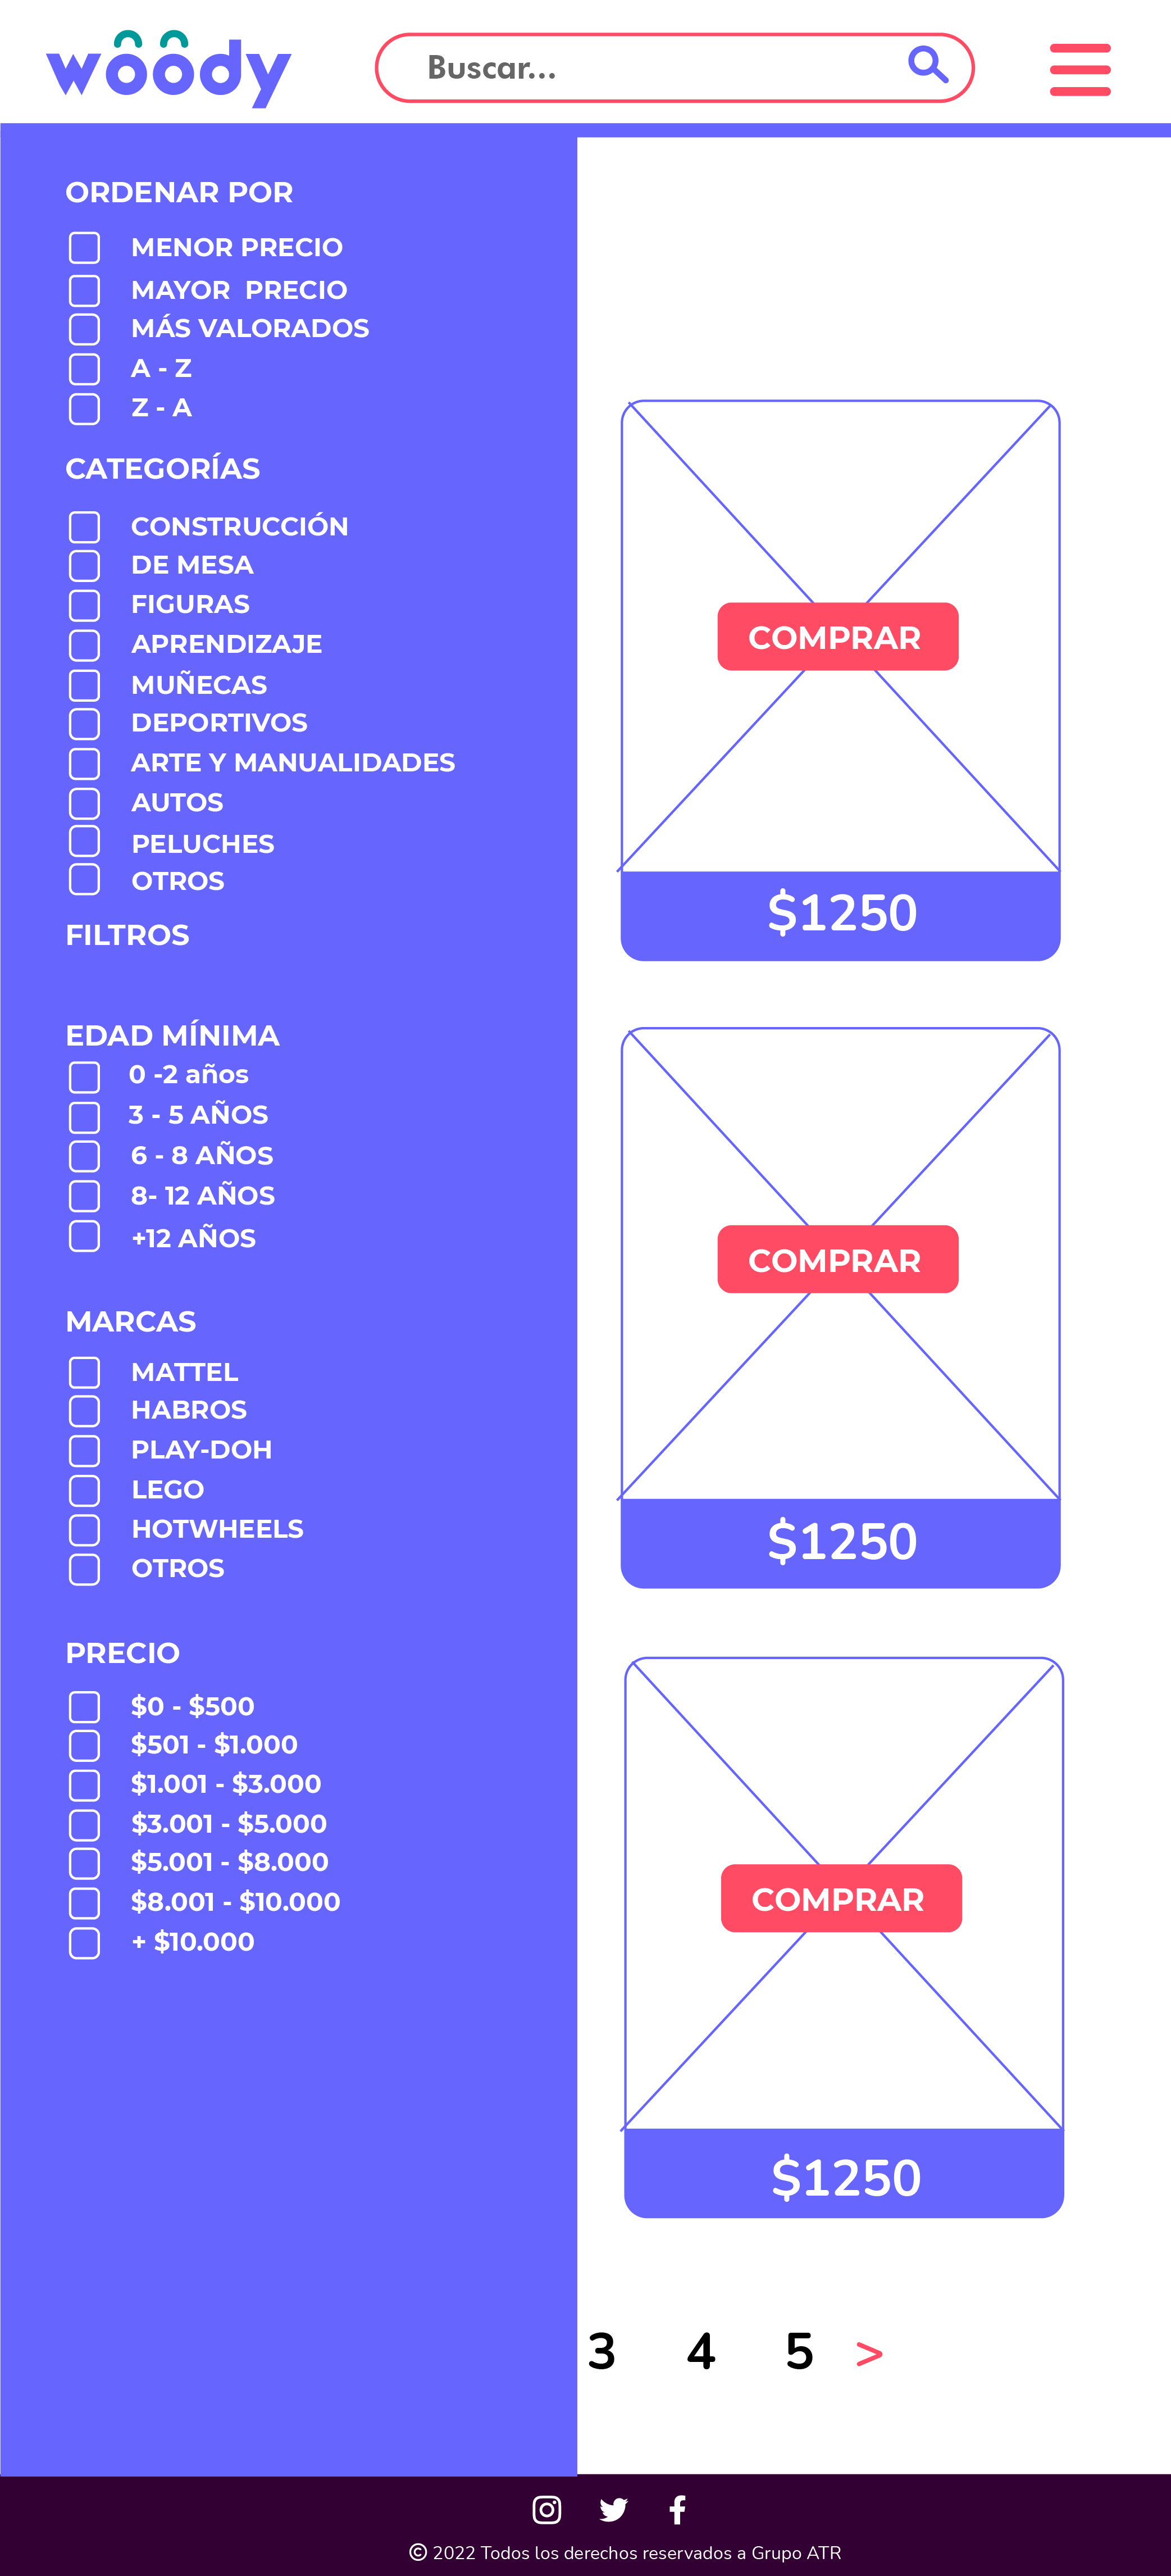 woody
Buscar...
ORDENAR POR
MENOR PRECIO
MAYOR  PRECIO
MÁS VALORADOS
A - Z
Z - A
CATEGORÍAS
CONSTRUCCIÓN
DE MESA
FIGURAS
APRENDIZAJE
MUÑECAS
DEPORTIVOS
ARTE Y MANUALIDADES
AUTOS
PELUCHES
OTROS
FILTROS
EDAD MÍNIMA
0 -2 años
3 - 5 AÑOS
6 - 8 AÑOS
8- 12 AÑOS
+12 AÑOS
MARCAS
MATTEL
HABROS
PLAY-DOH
LEGO
HOTWHEELS
OTROS
PRECIO
$0 - $500
$501 - $1.000
$1.001 - $3.000
$3.001 - $5.000
$5.001 - $8.000
$8.001 - $10.000
+ $10.000
COMPRAR
$1250
COMPRAR
$1250
COMPRAR
$1250
3 4 5 >
© 2022 Todos los derechos reservados a Grupo ATR